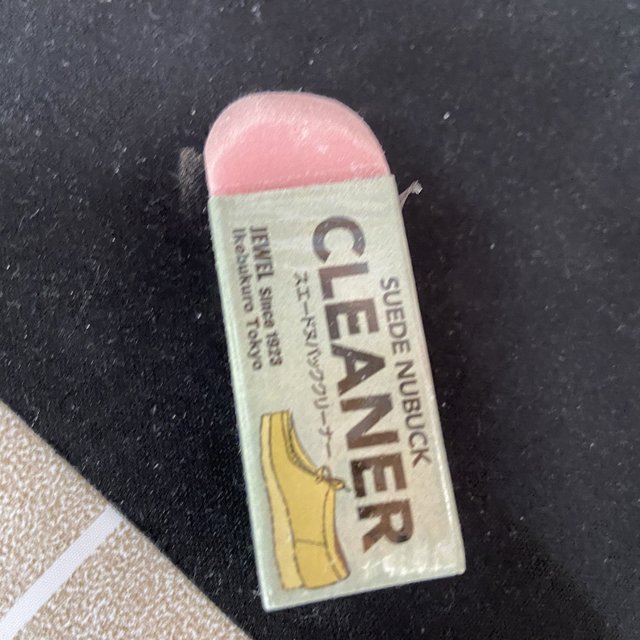 SUEDE NUBUCK
CLEANER
スエードヌバッククリーナー
JEWEL Since 1923
Ikebukuro Tokyo